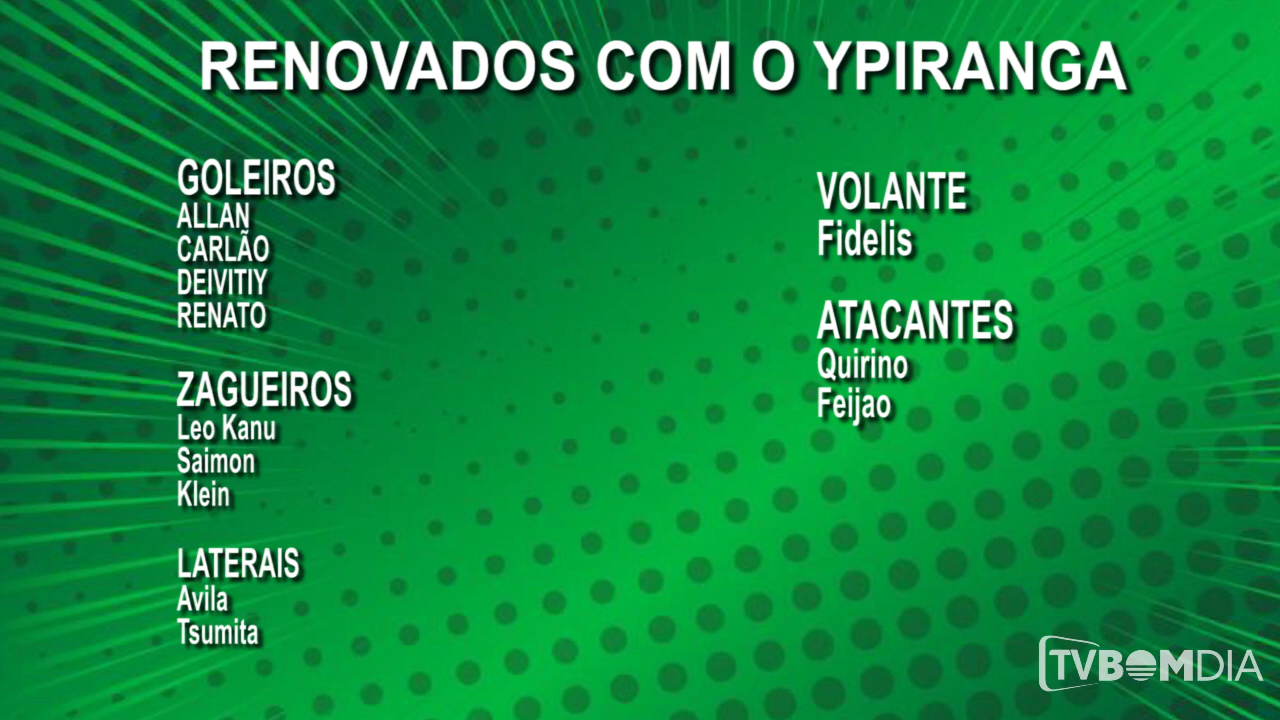 RENOVADOS COM O YPIRANGA
GOLEIROS
ALLAN
CARLÃO
DEIVITIY
RENATO
ZAGUEIROS
Leo Kanu
Saimon
Klein
LATERAIS
Avila
Tsumita
VOLANTE
Fidelis
ATACANTES
Quirino
Feijao
TVBOMDIA